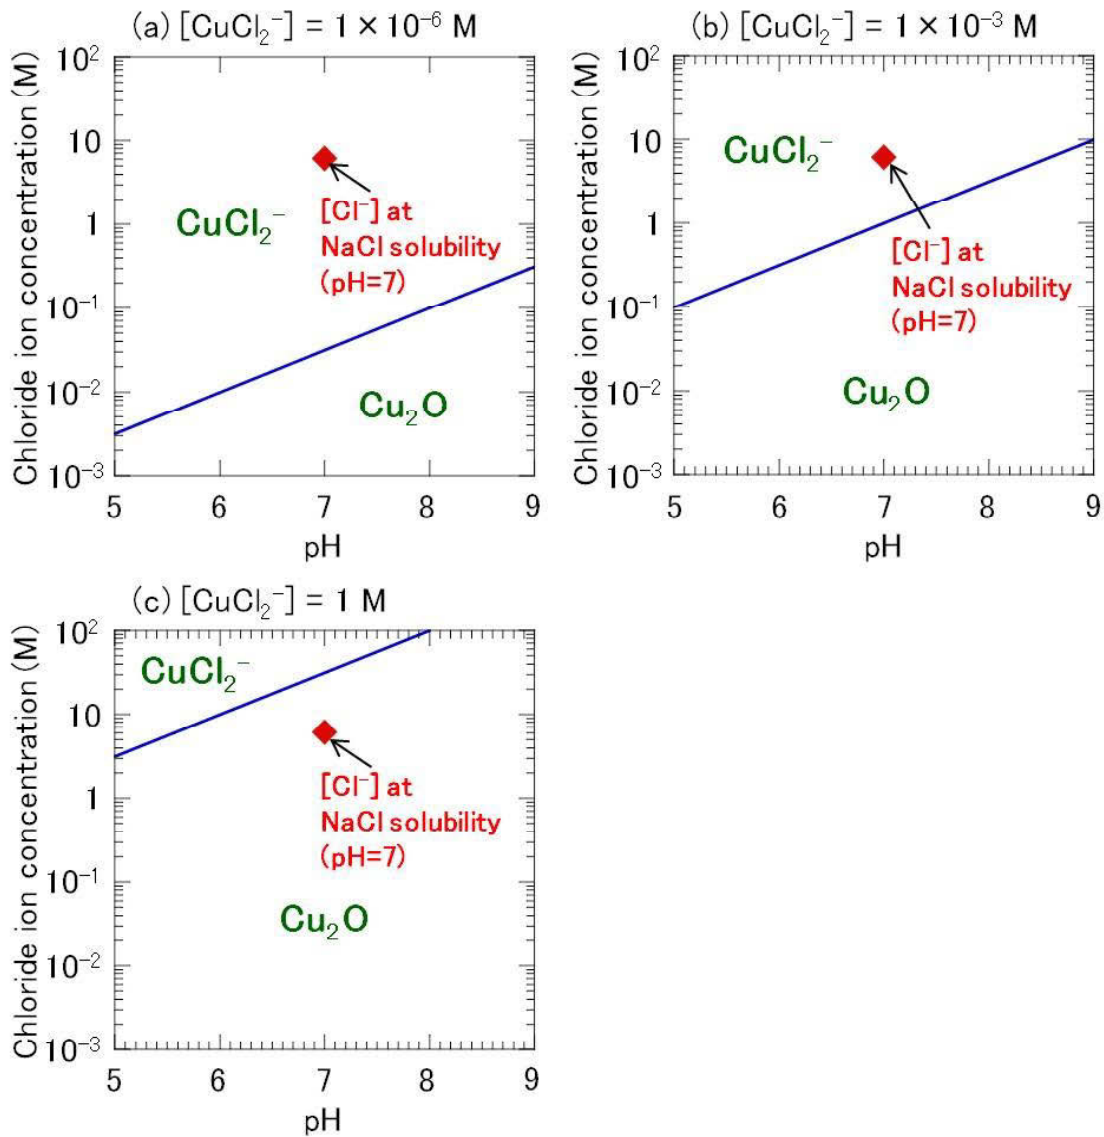 (a) [CuCl₂⁻] = 1×10⁻⁶ M
Chloride ion concentration (M)
10²
10
1
10⁻¹
10⁻²
10⁻³
CuCl₂⁻
[Cl⁻] at
NaCl solubility
(pH=7)
Cu₂O
5 6 7 8 9
pH
(b) [CuCl₂⁻] = 1×10⁻³ M
Chloride ion concentration (M)
10²
10
1
10⁻¹
10⁻²
10⁻³
CuCl₂⁻
[Cl⁻] at
NaCl solubility
(pH=7)
Cu₂O
5 6 7 8 9
pH
(c) [CuCl₂⁻] = 1 M
Chloride ion concentration (M)
10²
10
1
10⁻¹
10⁻²
10⁻³
CuCl₂⁻
[Cl⁻] at
NaCl solubility
(pH=7)
Cu₂O
5 6 7 8 9
pH